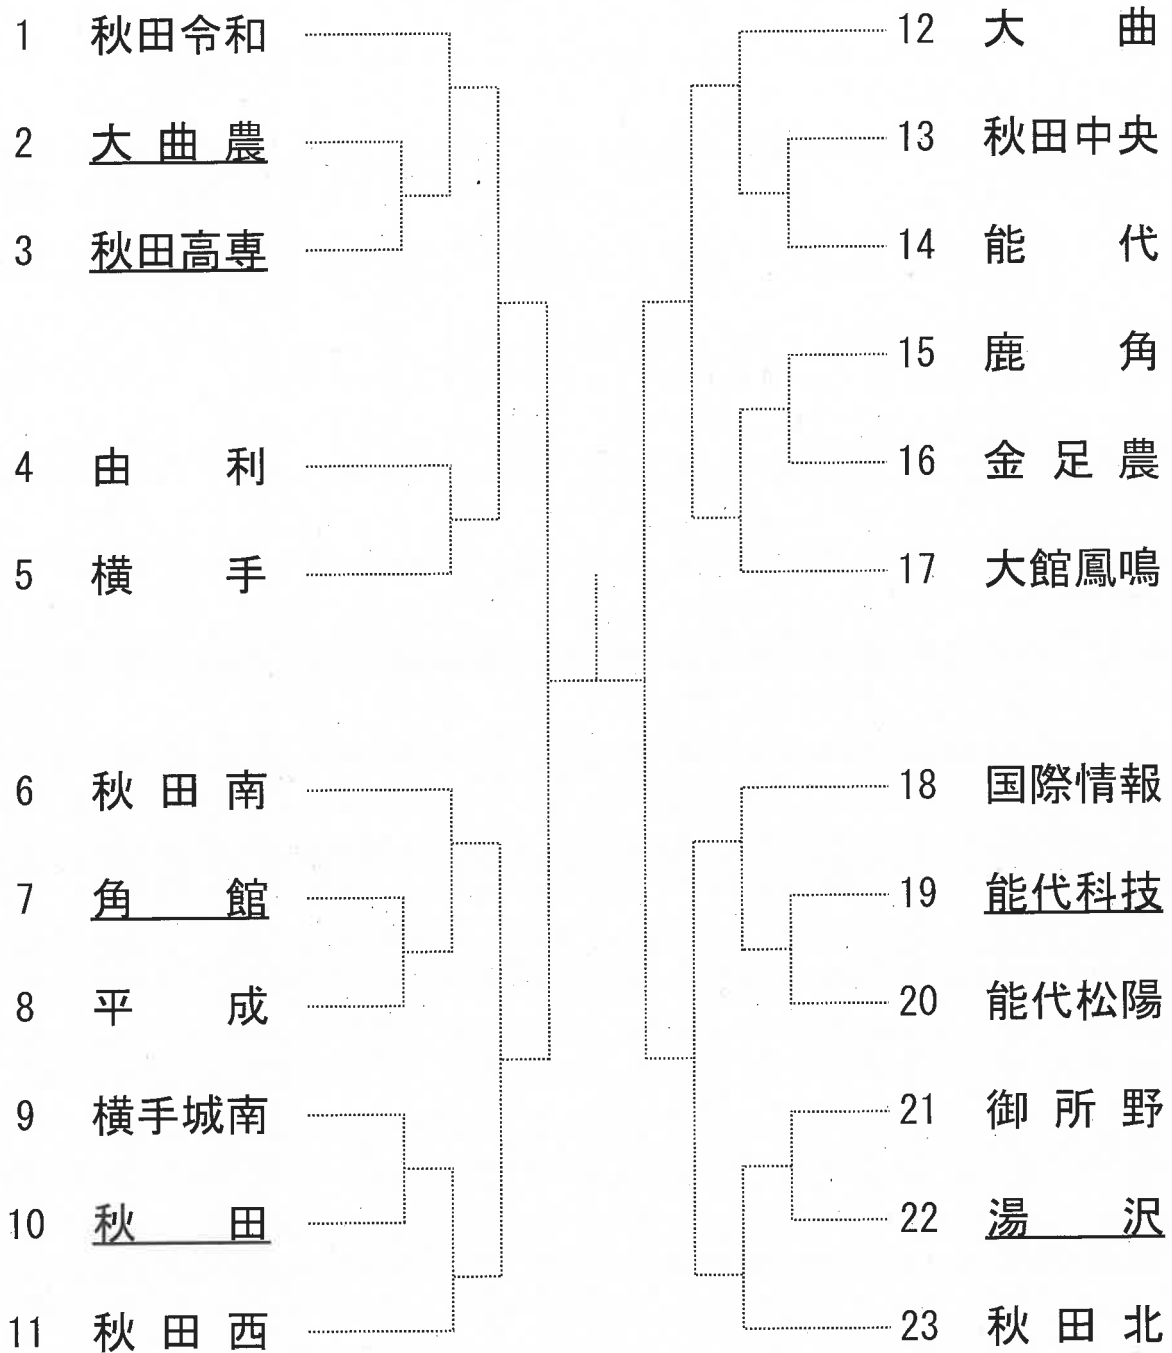 1 秋田令和
2 大曲農
3 秋田高専
4 由利
5 横手
6 秋田南
7 角館
8 平成
9 横手城南
10 秋田
11 秋田西
12 大曲
13 秋田中央
14 能代
15 鹿角
16 金足農
17 大館鳳鳴
18 国際情報
19 能代科技
20 能代松陽
21 御所野
22 湯沢
23 秋田北